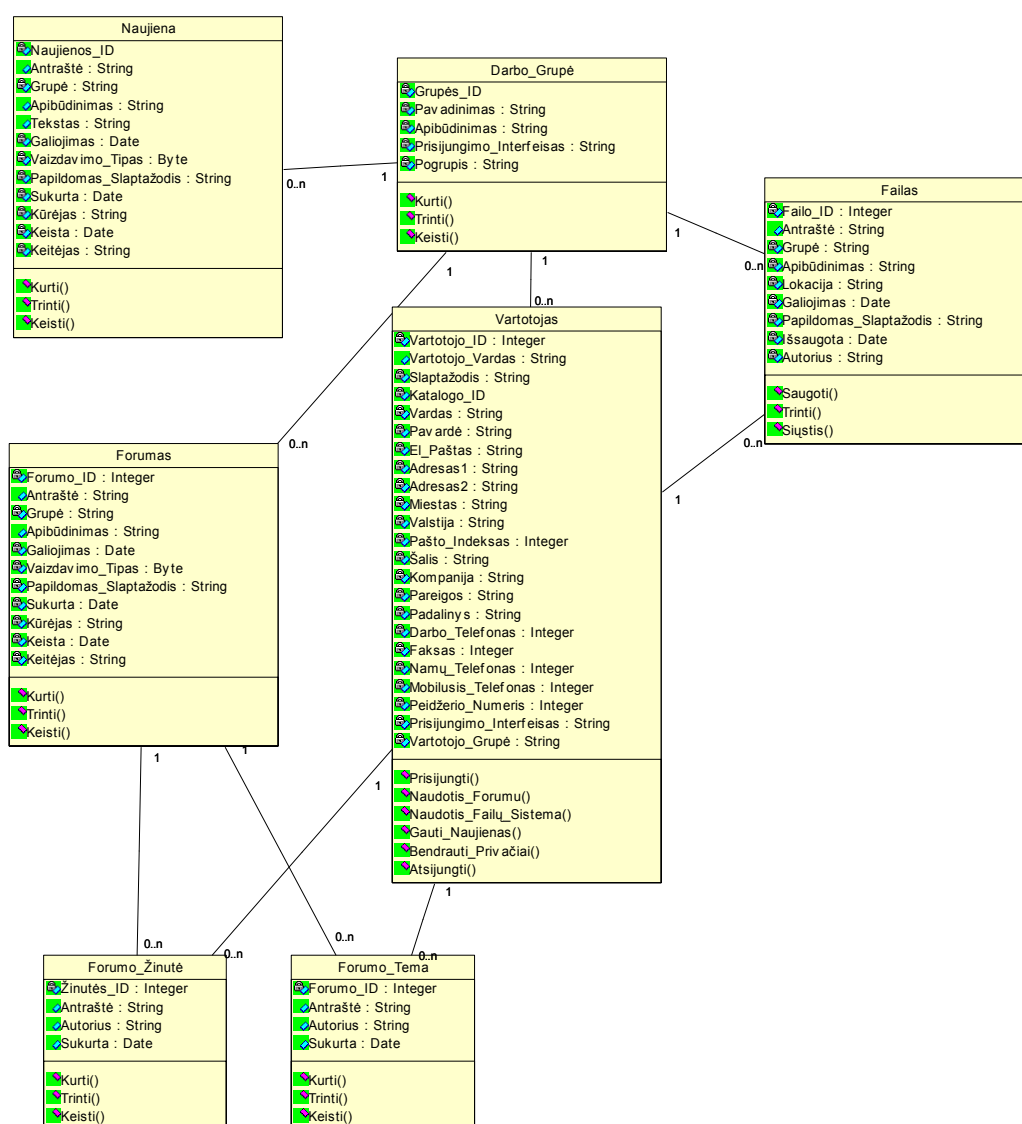 Naujiena
Naujienos_ID
Antraštė : String
Grupė : String
Apibūdinimas : String
Tekstas : String
Galiojimas : Date
Vaizdavimo_Tipas : Byte
Papildomas_Slaptažodis : String
Sukurta : Date
Kūrėjas : String
Keista : Date
Keitėjas : String
Kurti()
Trinti()
Keisti()
0..n
1
Darbo_Grupė
Grupės_ID
Pavadinimas : String
Apibūdinimas : String
Prisijungimo_Interfeisas : String
Pogrupis : String
Kurti()
Trinti()
Keisti()
1
1
1
0..n
0..n
0..n
Failas
Failo_ID : Integer
Antraštė : String
Grupė : String
Apibūdinimas : String
Lokacija : String
Galiojimas : Date
Papildomas_Slaptažodis : String
Išsaugota : Date
Autorius : String
Saugoti()
Trinti()
Siųstis()
0..n
1
Vartotojas
Vartotojo_ID : Integer
Vartotojo_Vardas : String
Slaptažodis : String
Katalogo_ID
Vardas : String
Pavardė : String
El_Paštas : String
Adresas1 : String
Adresas2 : String
Miestas : String
Valstija : String
Pašto_Indeksas : Integer
Šalis : String
Kompanija : String
Pareigos : String
Padalinys : String
Darbo_Telefonas : Integer
Faksas : Integer
Namų_Telefonas : Integer
Mobilusis_Telefonas : Integer
Peidžerio_Numeris : Integer
Prisijungimo_Interfeisas : String
Vartotojo_Grupė : String
Prisijungti()
Naudotis_Forumu()
Naudotis_Failų_Sistema()
Gauti_Naujienas()
Bendrauti_Privačiai()
Atsijungti()
Forumas
Forumo_ID : Integer
Antraštė : String
Grupė : String
Apibūdinimas : String
Galiojimas : Date
Vaizdavimo_Tipas : Byte
Papildomas_Slaptažodis : String
Sukurta : Date
Kūrėjas : String
Keista : Date
Keitėjas : String
Kurti()
Trinti()
Keisti()
1
1
1
1
0..n
0..n
0..n
0..n
Forumo_Žinutė
Žinutės_ID : Integer
Antraštė : String
Autorius : String
Sukurta : Date
Kurti()
Trinti()
Keisti()
Forumo_Tema
Forumo_ID : Integer
Antraštė : String
Autorius : String
Sukurta : Date
Kurti()
Trinti()
Keisti()